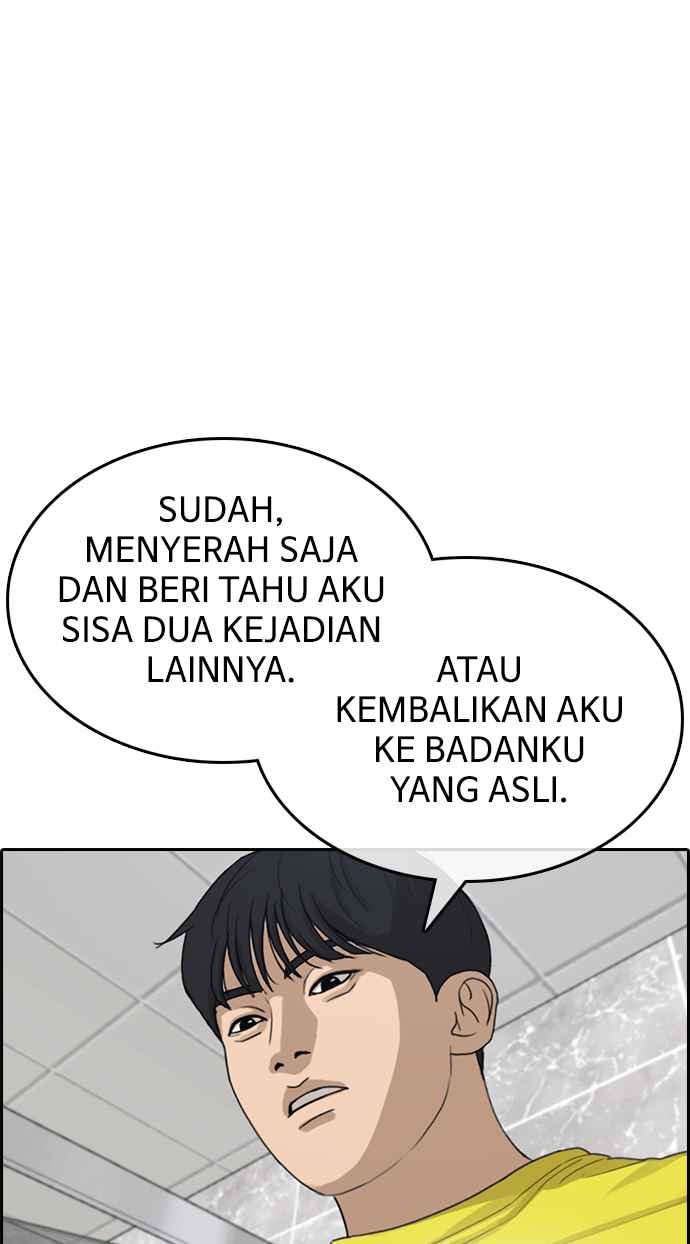 SUDAH,
MENYERAH SAJA
DAN BERI TAHU AKU
SISA DUA KEJADIAN
LAINNYA.
ATAU
KEMBALIKAN AKU
KE BADANKU
YANG ASLI.